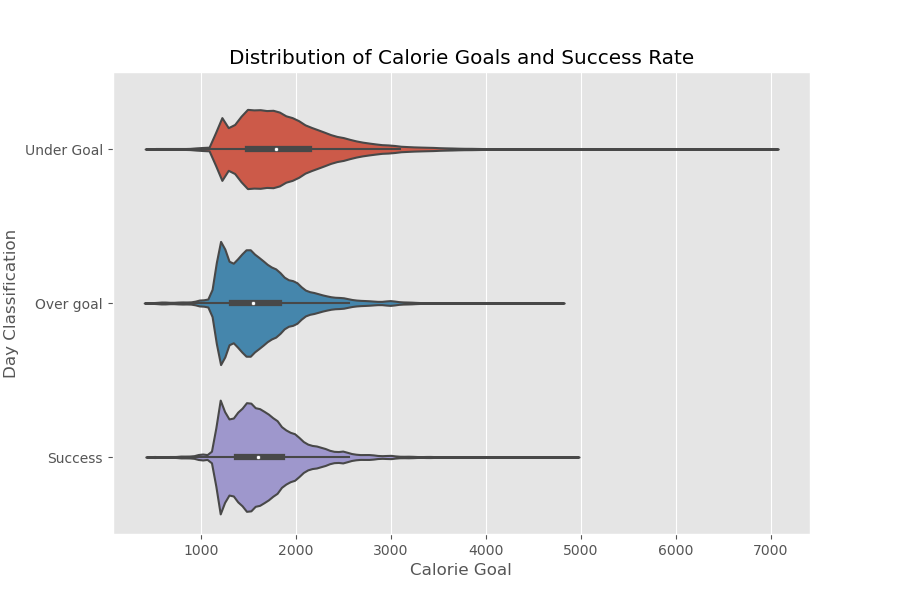 Distribution of Calorie Goals and Success Rate
Day Classification
Under Goal
Over goal
Success
1000 2000 3000 4000 5000 6000 7000
Calorie Goal